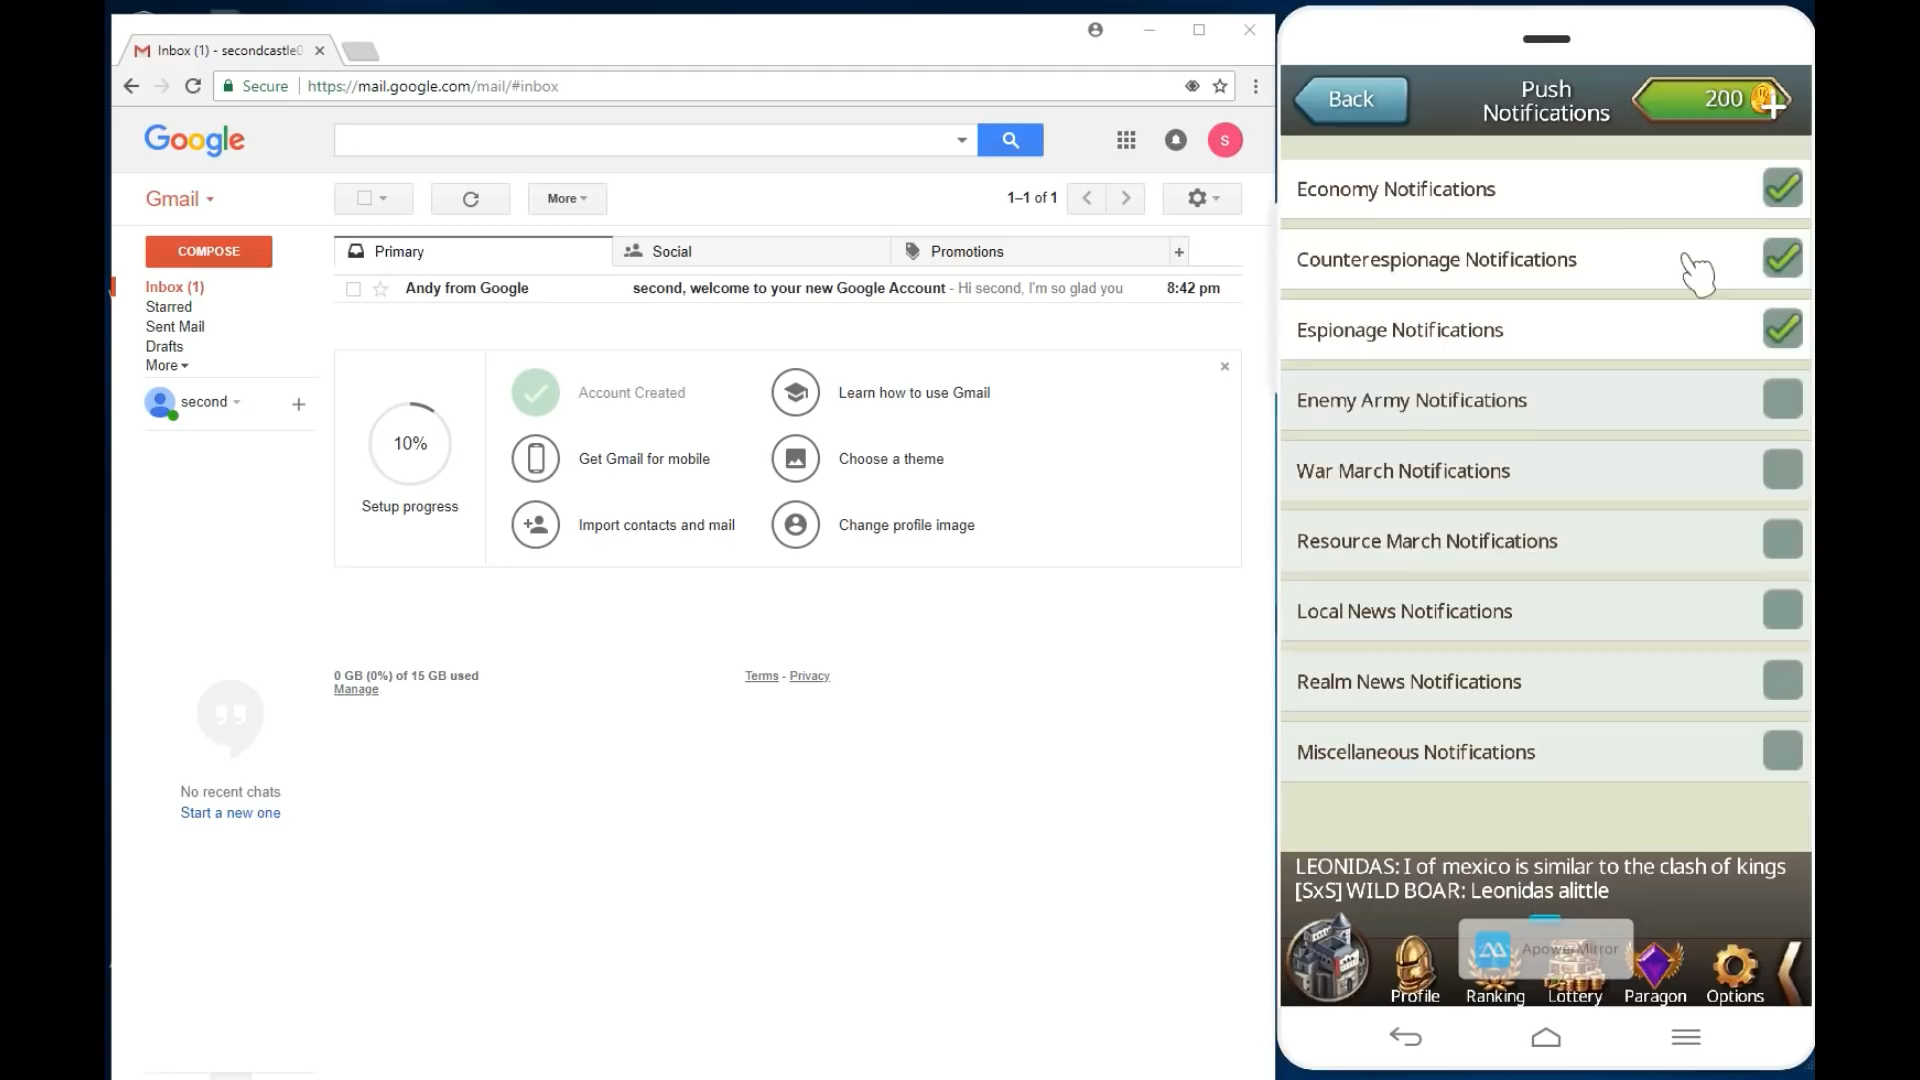 Inbox (1) - secondcastle
Secure
https://mail.google.com/mail/#inbox
Google
S
Gmail
More
1–1 of 1
COMPOSE
Primary
Social
Promotions
Inbox (1)
Starred
Sent Mail
Drafts
More
Andy from Google
second, welcome to your new Google Account - Hi second, I'm so glad you
8:42 pm
second
10%
Setup progress
Account Created
Learn how to use Gmail
Get Gmail for mobile
Choose a theme
Import contacts and mail
Change profile image
0 GB (0%) of 15 GB used
Manage
Terms - Privacy
No recent chats
Start a new one
Back
Push
Notifications
200
Economy Notifications
Counterespionage Notifications
Espionage Notifications
Enemy Army Notifications
War March Notifications
Resource March Notifications
Local News Notifications
Realm News Notifications
Miscellaneous Notifications
LEONIDAS: I of mexico is similar to the clash of kings
[SxS] WILD BOAR: Leonidas alittle
ApowerMirror
Profile
Ranking
Lottery
Paragon
Options